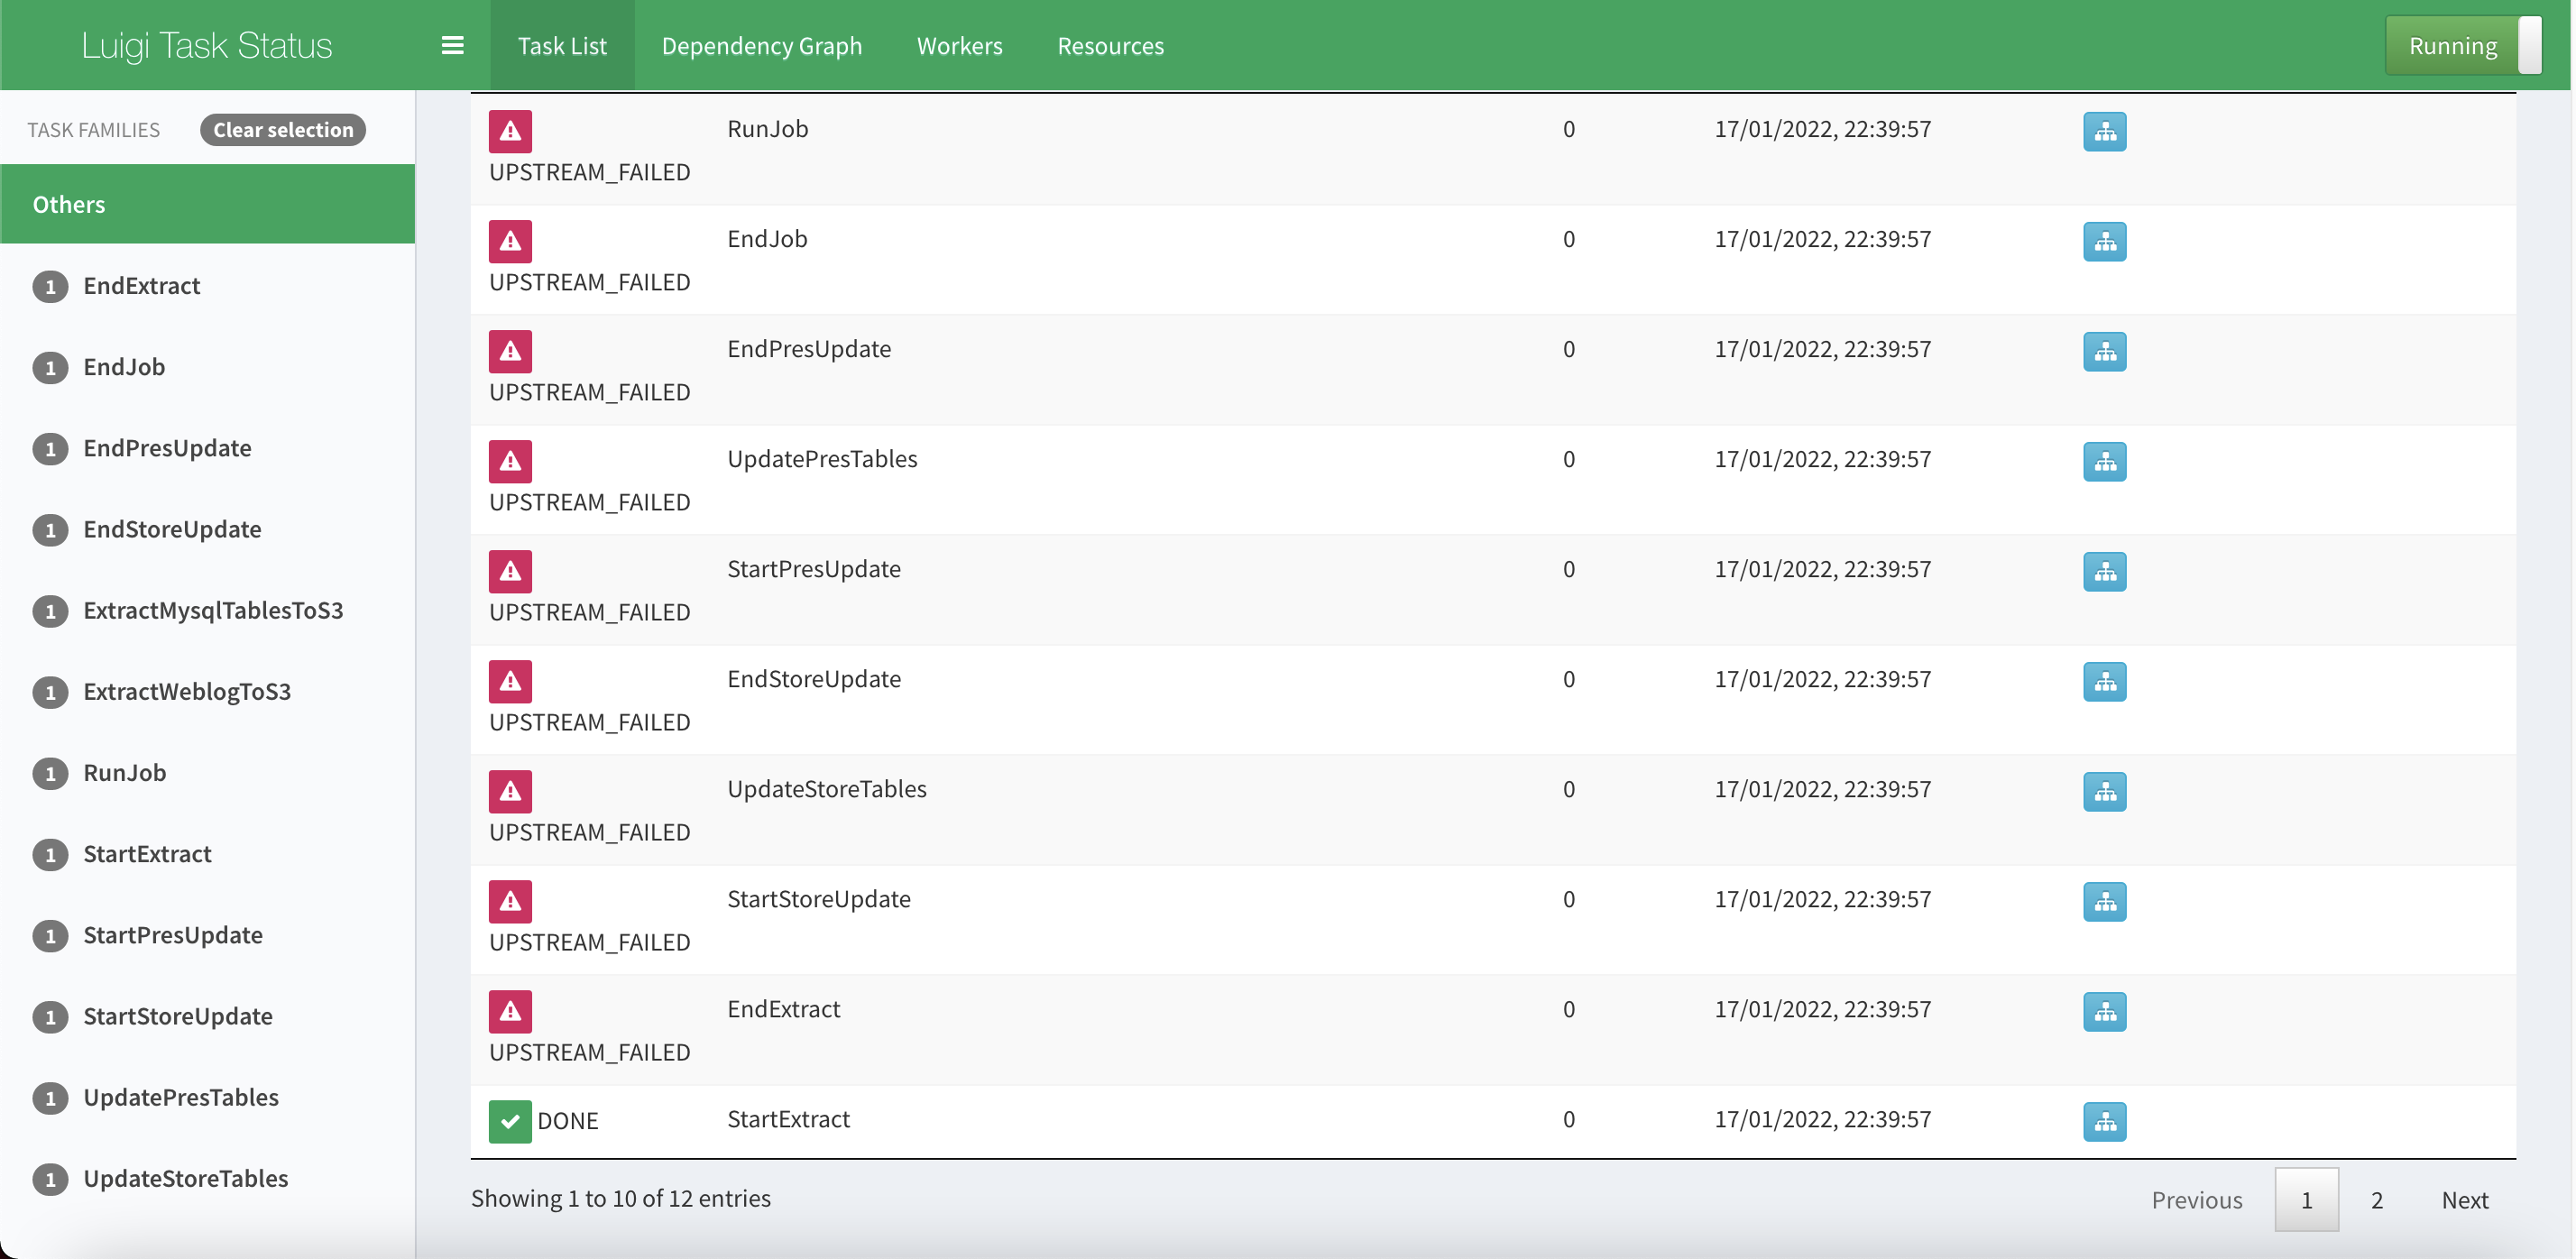 Luigi Task Status
Task List
Dependency Graph
Workers
Resources
Running
TASK FAMILIES
Clear selection
Others
1 EndExtract
1 EndJob
1 EndPresUpdate
1 EndStoreUpdate
1 ExtractMysqlTablesToS3
1 ExtractWeblogToS3
1 RunJob
1 StartExtract
1 StartPresUpdate
1 StartStoreUpdate
1 UpdatePresTables
1 UpdateStoreTables
RunJob 0 17/01/2022, 22:39:57
UPSTREAM_FAILED
EndJob 0 17/01/2022, 22:39:57
UPSTREAM_FAILED
EndPresUpdate 0 17/01/2022, 22:39:57
UPSTREAM_FAILED
UpdatePresTables 0 17/01/2022, 22:39:57
UPSTREAM_FAILED
StartPresUpdate 0 17/01/2022, 22:39:57
UPSTREAM_FAILED
EndStoreUpdate 0 17/01/2022, 22:39:57
UPSTREAM_FAILED
UpdateStoreTables 0 17/01/2022, 22:39:57
UPSTREAM_FAILED
StartStoreUpdate 0 17/01/2022, 22:39:57
UPSTREAM_FAILED
EndExtract 0 17/01/2022, 22:39:57
UPSTREAM_FAILED
DONE StartExtract 0 17/01/2022, 22:39:57
Showing 1 to 10 of 12 entries
Previous 1 2 Next